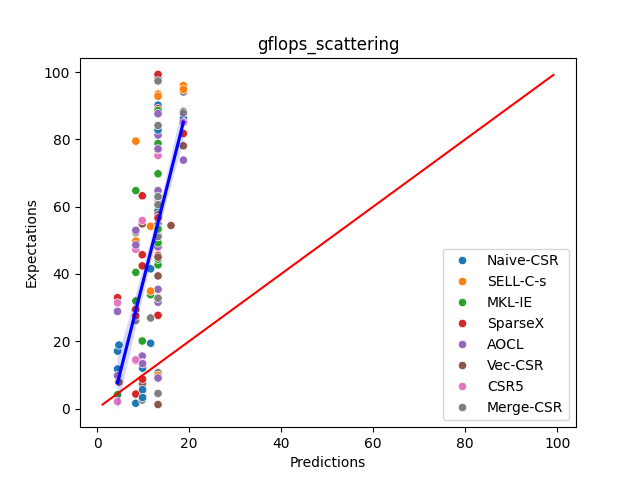 gflops_scattering
Expectations
100
80
60
40
20
0
0 20 40 60 80 100
Predictions
Naive-CSR
SELL-C-s
MKL-IE
SparseX
AOCL
Vec-CSR
CSR5
Merge-CSR